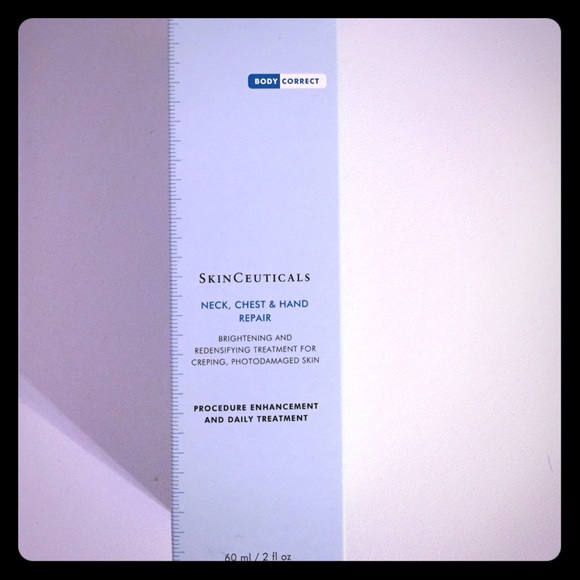 BODY CORRECT
SKINCEUTICALS
NECK, CHEST & HAND
REPAIR
BRIGHTENING AND
REDENSIFYING TREATMENT FOR
CREPING, PHOTODAMAGED SKIN
PROCEDURE ENHANCEMENT
AND DAILY TREATMENT
60 ml / 2 fl oz